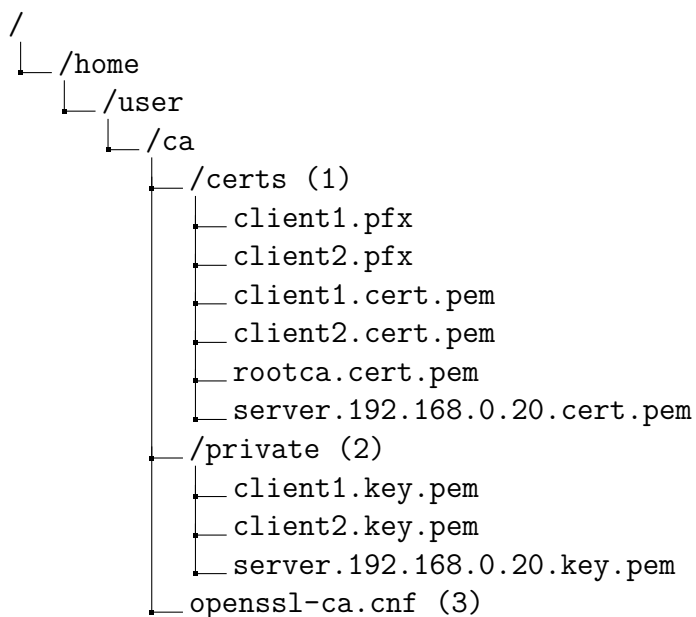 /
/home
/user
/ca
/certs (1)
client1.pfx
client2.pfx
client1.cert.pem
client2.cert.pem
rootca.cert.pem
server.192.168.0.20.cert.pem
/private (2)
client1.key.pem
client2.key.pem
server.192.168.0.20.key.pem
openssl-ca.cnf (3)